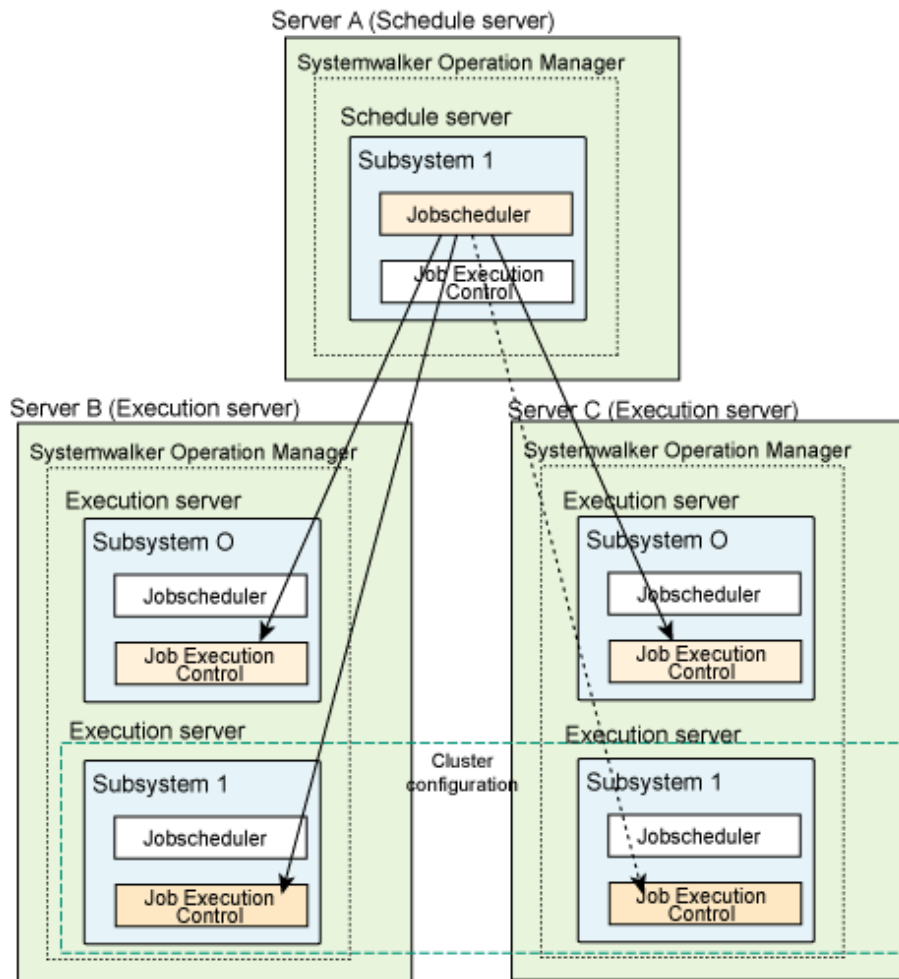 Server A (Schedule server)
Systemwalker Operation Manager
Schedule server
Subsystem 1
Jobscheduler
Job Execution
Control
Server B (Execution server)
Systemwalker Operation Manager
Execution server
Subsystem O
Jobscheduler
Job Execution
Control
Execution server
Subsystem 1
Jobscheduler
Job Execution
Control
Cluster
configuration
Server C (Execution server)
Systemwalker Operation Manager
Execution server
Subsystem O
Jobscheduler
Job Execution
Control
Execution server
Subsystem 1
Jobscheduler
Job Execution
Control